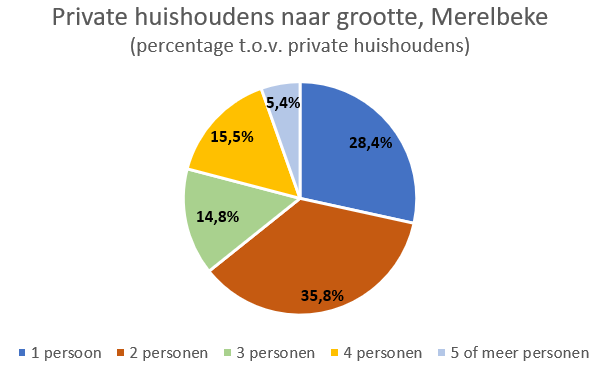 Private huishoudens naar grootte, Merelbeke
(percentage t.o.v. private huishoudens)
5,4%
15,5%
28,4%
14,8%
35,8%
1 persoon 2 personen 3 personen 4 personen 5 of meer personen